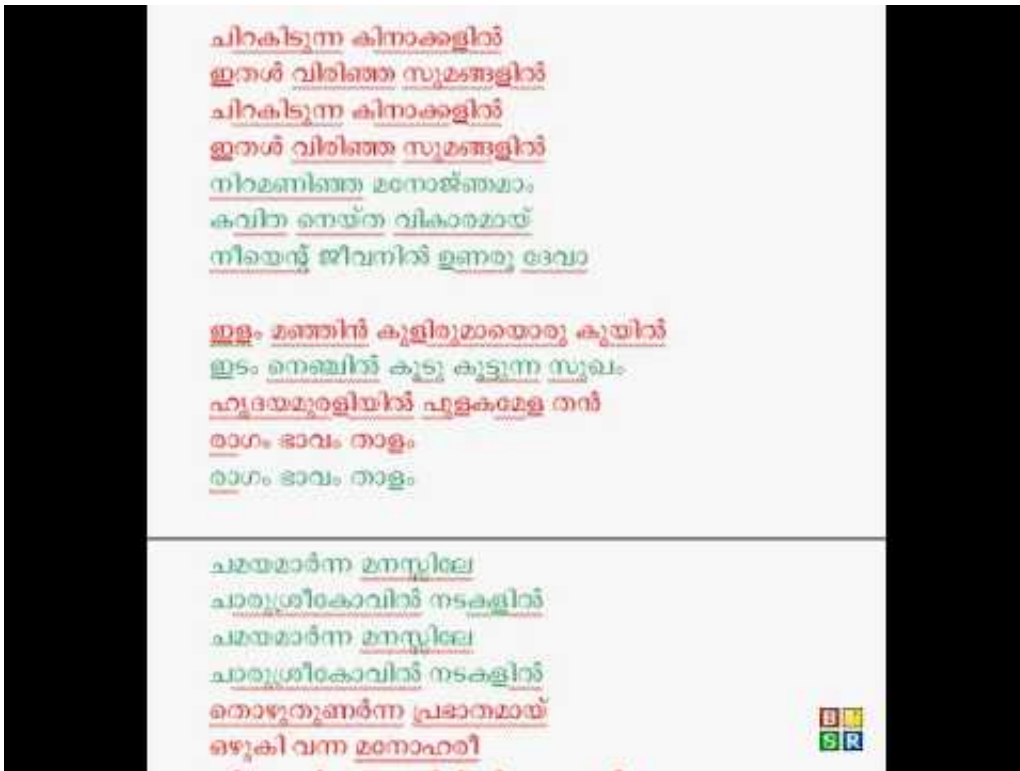 ചിറകിടുന്ന കിനാക്കളിൽ
ഇതൾ വിരിഞ്ഞ സുമങ്ങളിൽ
ചിറകിടുന്ന കിനാക്കളിൽ
ഇതൾ വിരിഞ്ഞ സുമങ്ങളിൽ
നിറമണിഞ്ഞ മനോജ്ഞമാം
കവിത നെയ്ത വികാരമായ്
നീയെന്റ് ജീവനിൽ ഉണരൂ ദേവാ
ഇളം മഞ്ഞിൻ കുളിരുമായൊരു കുയിൽ
ഇടം നെഞ്ചിൽ കൂടു കൂട്ടുന്ന സുഖം
ഹൃദയമുരളിയിൽ പുളകമേള തൻ
രാഗം ഭാവം താളം
രാഗം ഭാവം താളം
ചമയമാർന്ന മനസ്സിലേ
ചാരുശ്രീകോവിൽ നടകളിൽ
ചമയമാർന്ന മനസ്സിലേ
ചാരുശ്രീകോവിൽ നടകളിൽ
തൊഴുതുണർന്ന പ്രഭാതമായ്
ഒഴുകി വന്ന മനോഹരീ